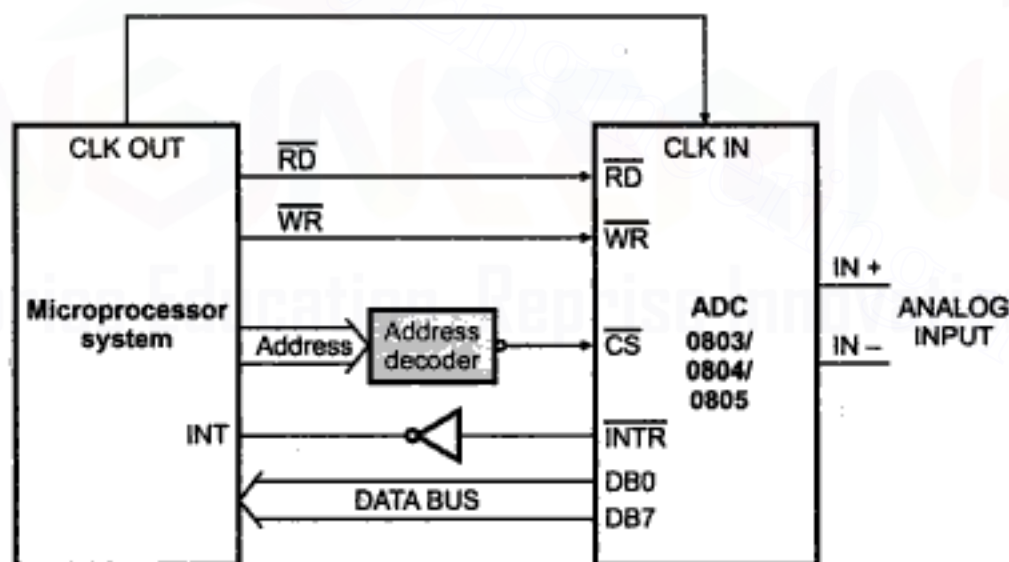 CLK OUT
CLK IN
RD
RD
WR
WR
Microprocessor
system
Address
Address
decoder
CS
ADC
0803/
0804/
0805
IN +
IN –
ANALOG
INPUT
INT
INTR
DB0
DATA BUS
DB7